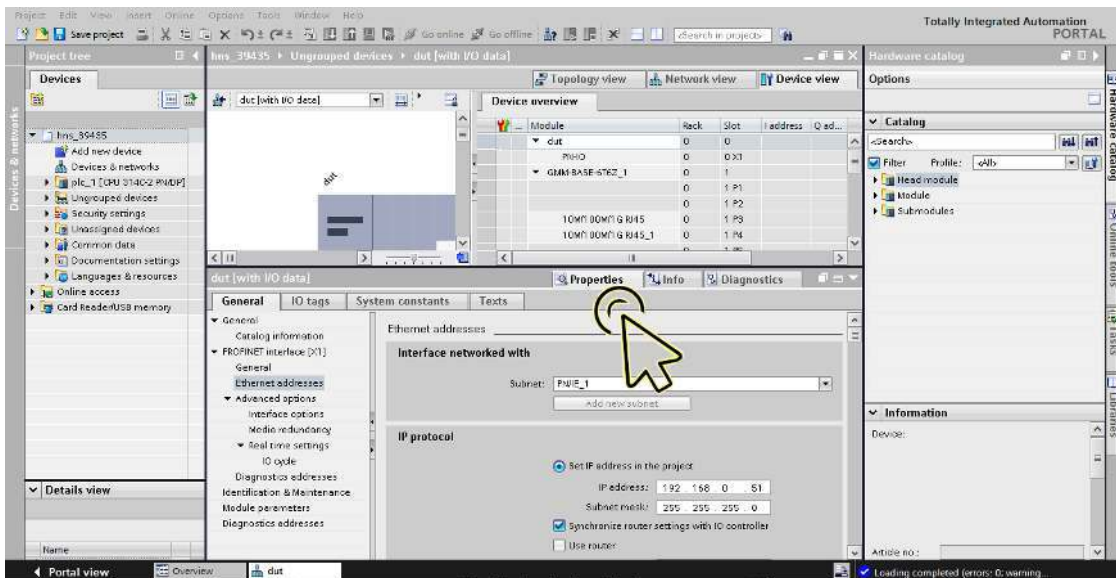 Project Edit View Insert Online Options Tools Window Help
Totally Integrated Automation
PORTAL
Save project
Go online
Go offline
<Search in project>
Project tree
hns_39435 Ungrouped devices dut [with I/O data]
Hardware catalog
Devices
Topology view
Network view
Device view
Options
dut [with I/O data]
Device overview
Module Rack Slot I address Q ad...
dut 0 0
PN-IO 0 0 X1
0 1
0 1 P1
0 1 P2
0 1 P3
0 1 P4
hns_39435
Add new device
Devices & networks
plc_1 [CPU 314C-2 PN/DP]
Ungrouped devices
Security settings
Unassigned devices
Common data
Documentation settings
Languages & resources
Online access
Card Reader/USB memory
dut
Catalog
<Search>
Filter Profile: <All>
Head module
Module
Submodules
Devices & networks
Hardware catalog
Online tools
Tasks
Libraries
dut [with I/O data]
Properties
Info
Diagnostics
General
IO tags
System constants
Texts
General
Catalog information
PROFINET interface [X1]
General
Ethernet addresses
Advanced options
Interface options
Media redundancy
Real time settings
IO cycle
Diagnostics addresses
Identification & Maintenance
Module parameters
Diagnostics addresses
Ethernet addresses
Interface networked with
Subnet: PN/IE_1
Add new subnet
IP protocol
Set IP address in the project
IP address: 192 . 168 . 0 . 51
Subnet mask: 255 . 255 . 255 . 0
Synchronize router settings with IO controller
Use router
Information
Device:
Article no.:
Details view
Name
Portal view
Overview
dut
Loading completed (errors: 0; warning...